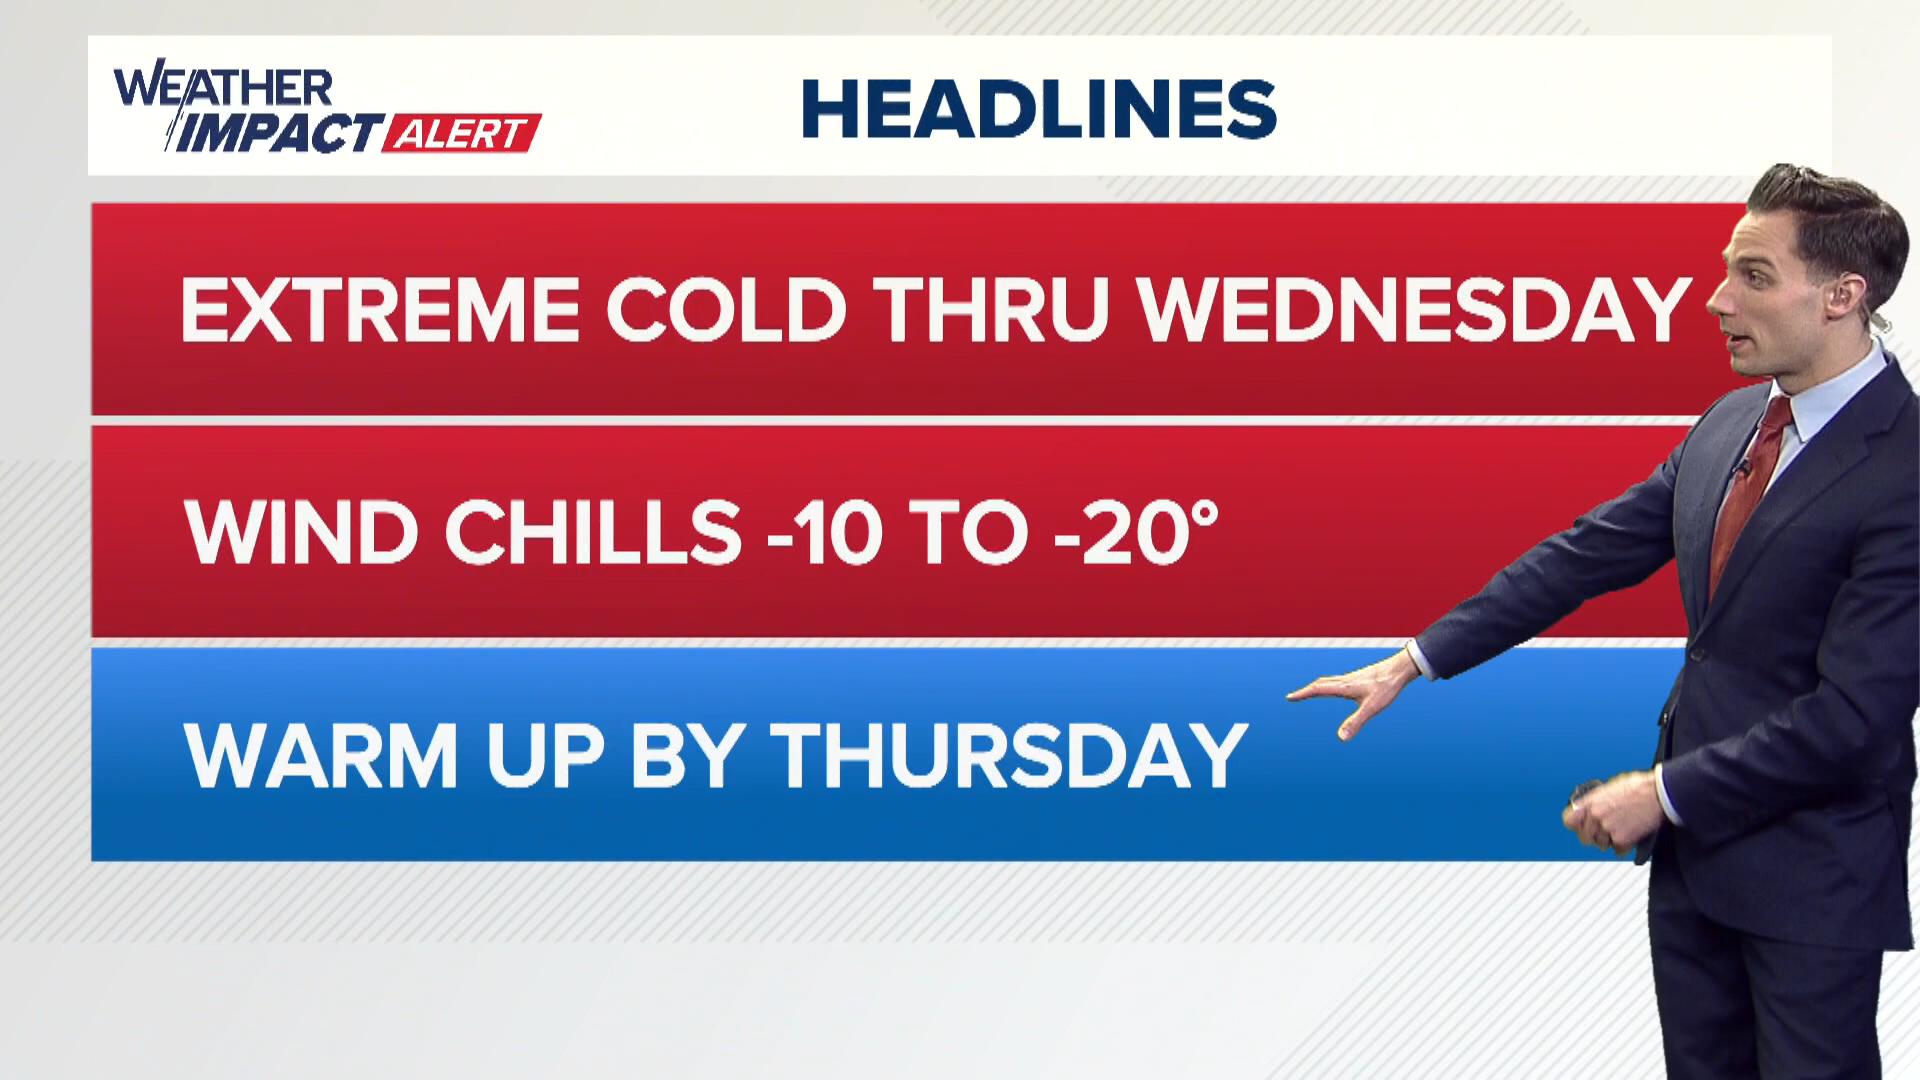 WEATHER
IMPACT ALERT
HEADLINES
EXTREME COLD THRU WEDNESDAY
WIND CHILLS -10 TO -20°
WARM UP BY THURSDAY